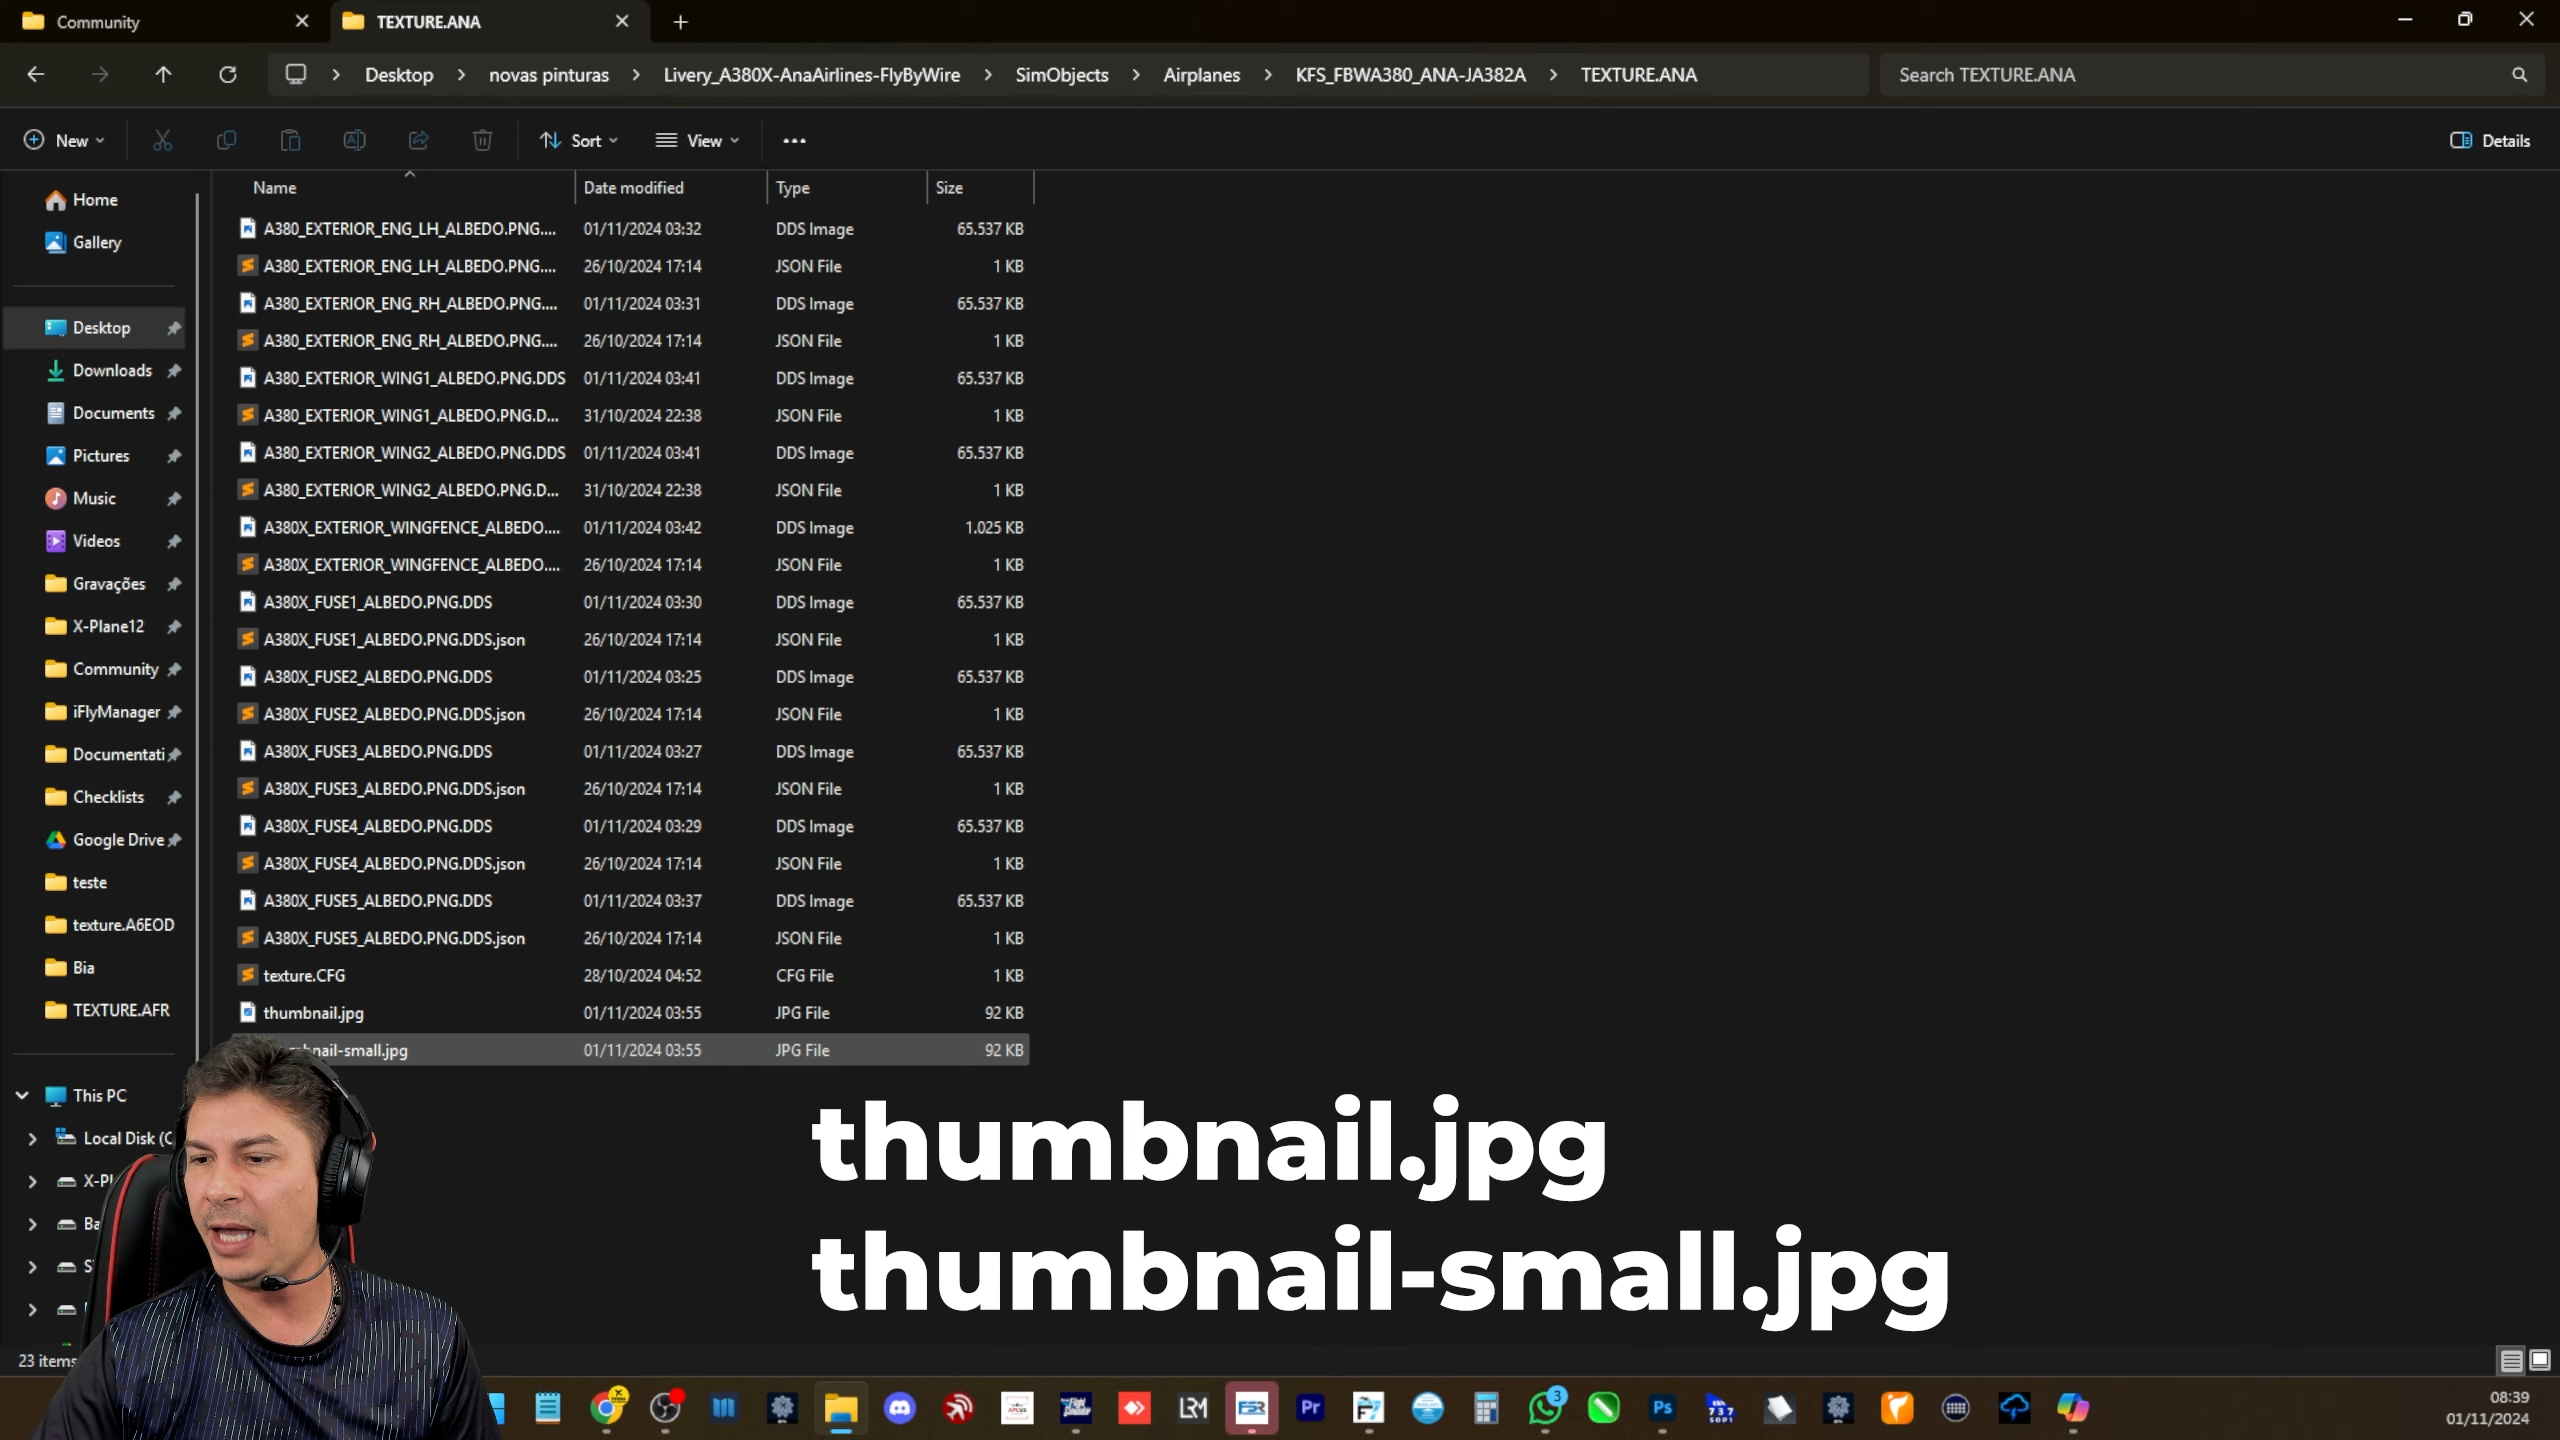 Community
TEXTURE.ANA
Desktop
novas pinturas
Livery_A380X-AnaAirlines-FlyByWire
SimObjects
Airplanes
KFS_FBWA380_ANA-JA382A
TEXTURE.ANA
Search TEXTURE.ANA
New
Sort
View
Details
Name Date modified Type Size
A380_EXTERIOR_ENG_LH_ALBEDO.PNG.... 01/11/2024 03:32 DDS Image 65.537 KB
A380_EXTERIOR_ENG_LH_ALBEDO.PNG.... 26/10/2024 17:14 JSON File 1 KB
A380_EXTERIOR_ENG_RH_ALBEDO.PNG.... 01/11/2024 03:31 DDS Image 65.537 KB
A380_EXTERIOR_ENG_RH_ALBEDO.PNG.... 26/10/2024 17:14 JSON File 1 KB
A380_EXTERIOR_WING1_ALBEDO.PNG.DDS 01/11/2024 03:41 DDS Image 65.537 KB
A380_EXTERIOR_WING1_ALBEDO.PNG.D... 31/10/2024 22:38 JSON File 1 KB
A380_EXTERIOR_WING2_ALBEDO.PNG.DDS 01/11/2024 03:41 DDS Image 65.537 KB
A380_EXTERIOR_WING2_ALBEDO.PNG.D... 31/10/2024 22:38 JSON File 1 KB
A380X_EXTERIOR_WINGFENCE_ALBEDO.... 01/11/2024 03:42 DDS Image 1.025 KB
A380X_EXTERIOR_WINGFENCE_ALBEDO.... 26/10/2024 17:14 JSON File 1 KB
A380X_FUSE1_ALBEDO.PNG.DDS 01/11/2024 03:30 DDS Image 65.537 KB
A380X_FUSE1_ALBEDO.PNG.DDS.json 26/10/2024 17:14 JSON File 1 KB
A380X_FUSE2_ALBEDO.PNG.DDS 01/11/2024 03:25 DDS Image 65.537 KB
A380X_FUSE2_ALBEDO.PNG.DDS.json 26/10/2024 17:14 JSON File 1 KB
A380X_FUSE3_ALBEDO.PNG.DDS 01/11/2024 03:27 DDS Image 65.537 KB
A380X_FUSE3_ALBEDO.PNG.DDS.json 26/10/2024 17:14 JSON File 1 KB
A380X_FUSE4_ALBEDO.PNG.DDS 01/11/2024 03:29 DDS Image 65.537 KB
A380X_FUSE4_ALBEDO.PNG.DDS.json 26/10/2024 17:14 JSON File 1 KB
A380X_FUSE5_ALBEDO.PNG.DDS 01/11/2024 03:37 DDS Image 65.537 KB
A380X_FUSE5_ALBEDO.PNG.DDS.json 26/10/2024 17:14 JSON File 1 KB
texture.CFG 28/10/2024 04:52 CFG File 1 KB
thumbnail.jpg 01/11/2024 03:55 JPG File 92 KB
nail-small.jpg 01/11/2024 03:55 JPG File 92 KB
Home
Gallery
Desktop
Downloads
Documents
Pictures
Music
Videos
Gravações
X-Plane12
Community
iFlyManager
Documentati
Checklists
Google Drive
teste
texture.A6EOD
Bia
TEXTURE.AFR
This PC
Local Disk (C
X-Pl
Ba
S
thumbnail.jpg
thumbnail-small.jpg
23 items
LRM
FSR
Pr
3
Ps
737
08:39
01/11/2024